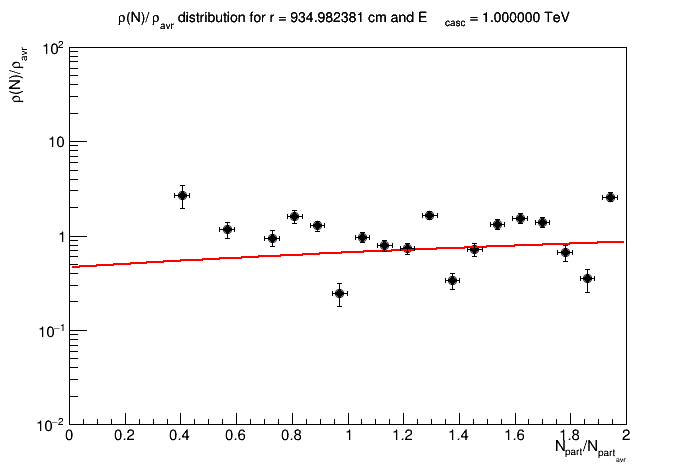 ρ(N)/ρavr distribution for r = 934.982381 cm and E casc = 1.000000 TeV
ρ(N)/ρavr
10²
10
1
10⁻¹
10⁻²
0 0.2 0.4 0.6 0.8 1 1.2 1.4 1.6 1.8 2
Npart/Npartavr